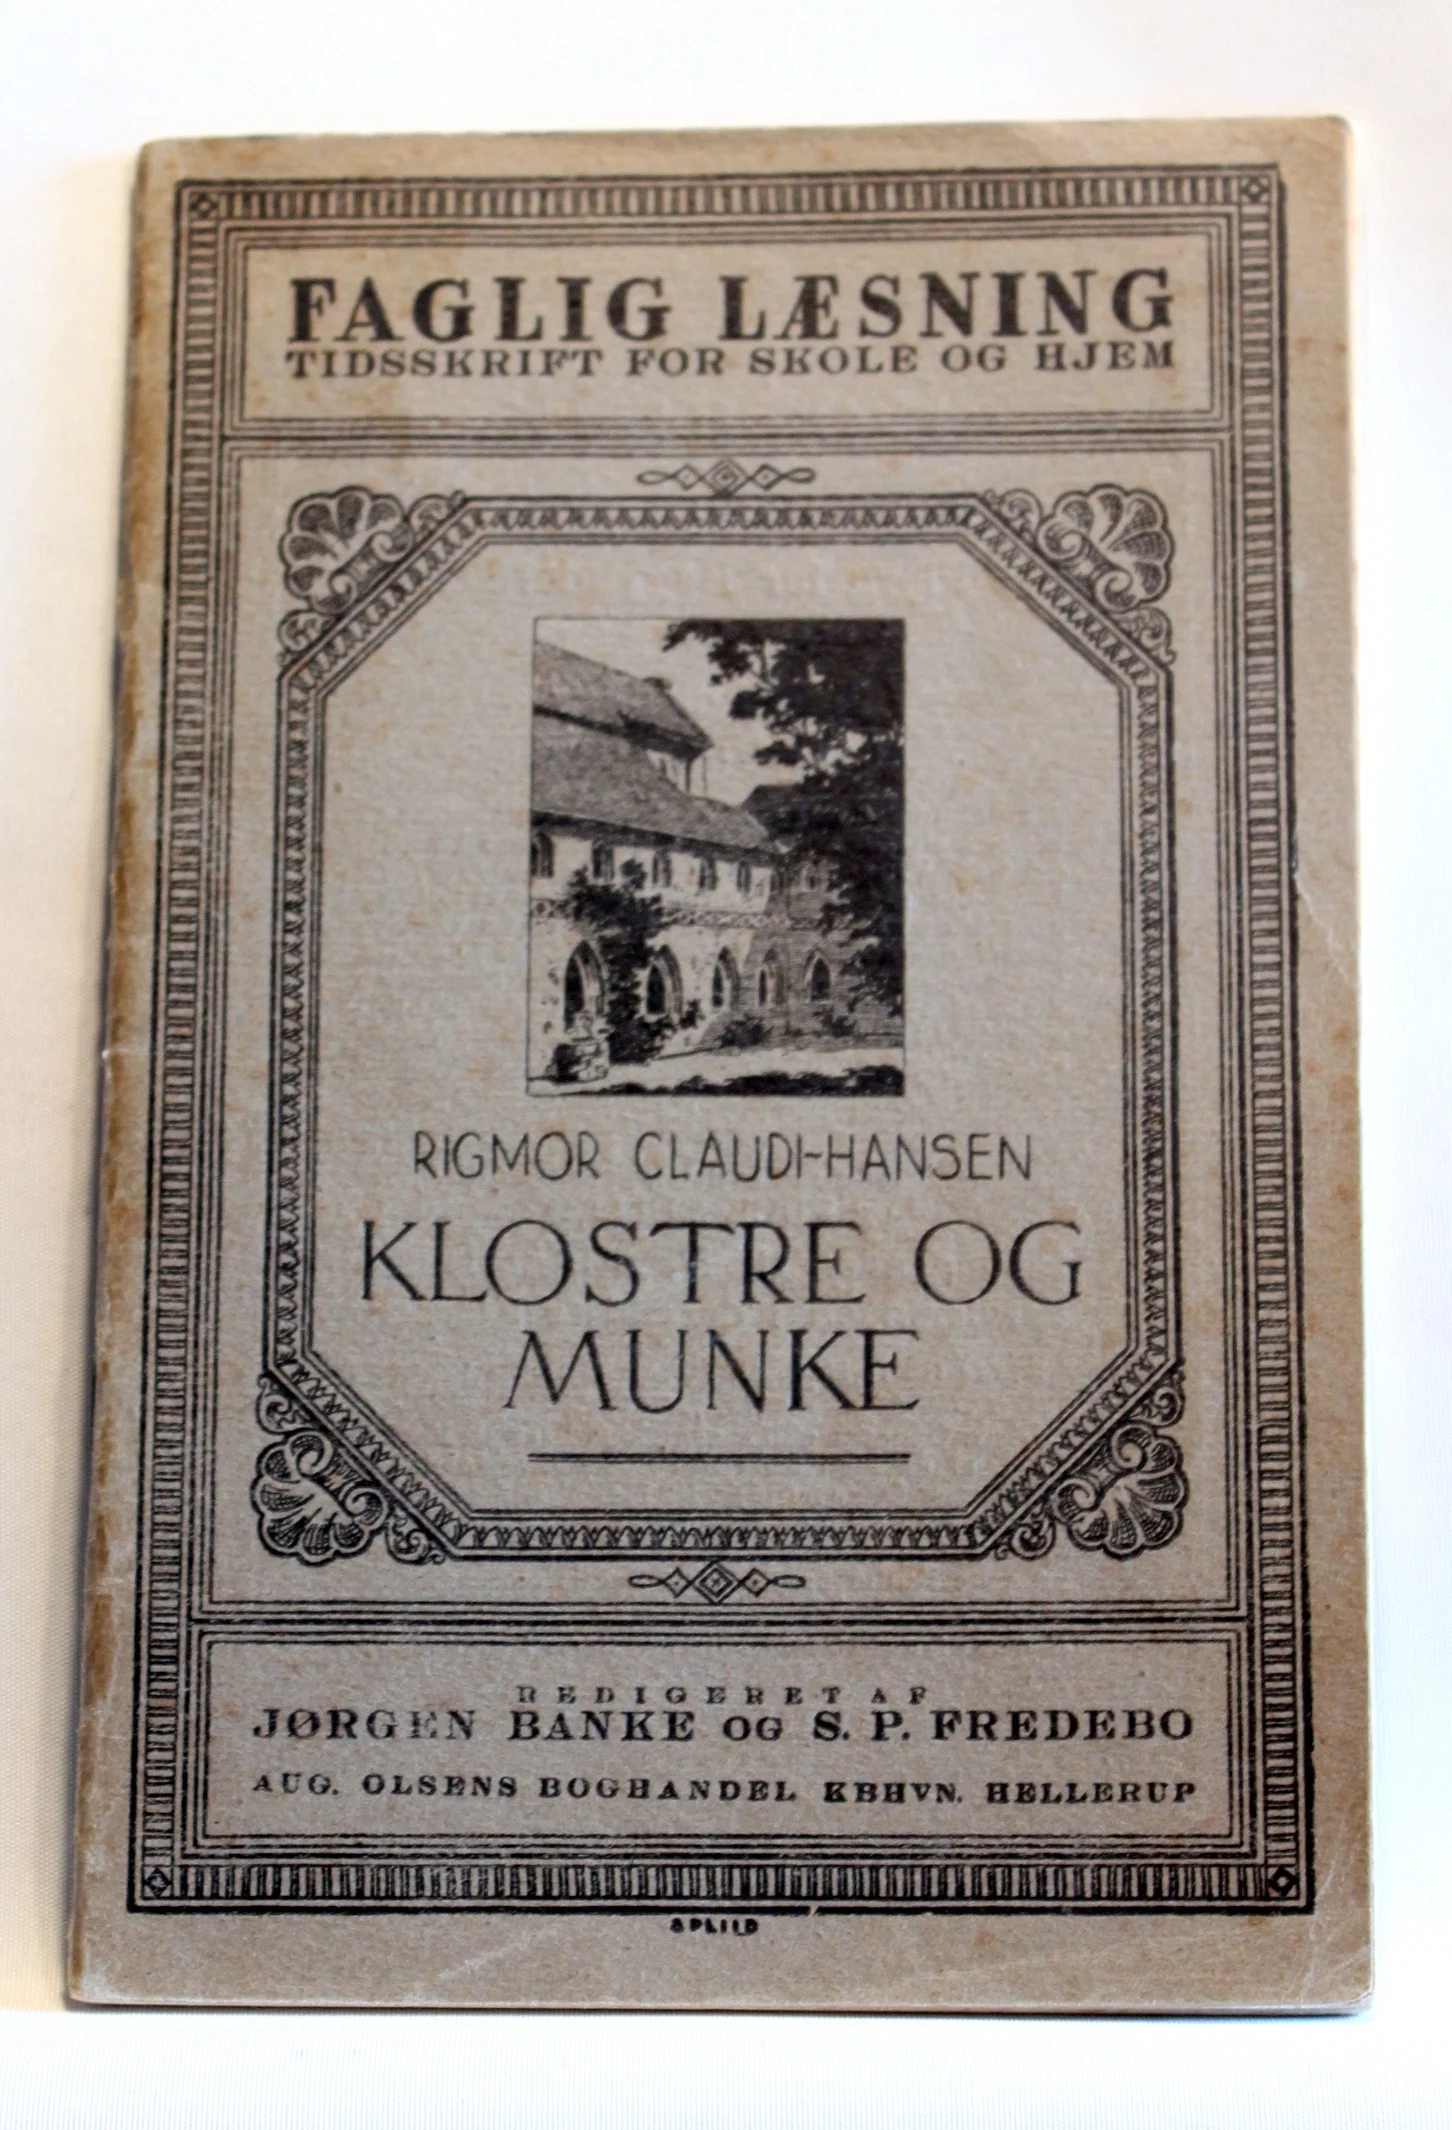 FAGLIG LÆSNING
TIDSSKRIFT FOR SKOLE OG HJEM
RIGMOR CLAUDI-HANSEN
KLOSTRE OG
MUNKE
REDIGERET AF
JØRGEN BANKE OG S. P. FREDEBO
AUG. OLSENS BOGHANDEL KBHVN. HELLERUP